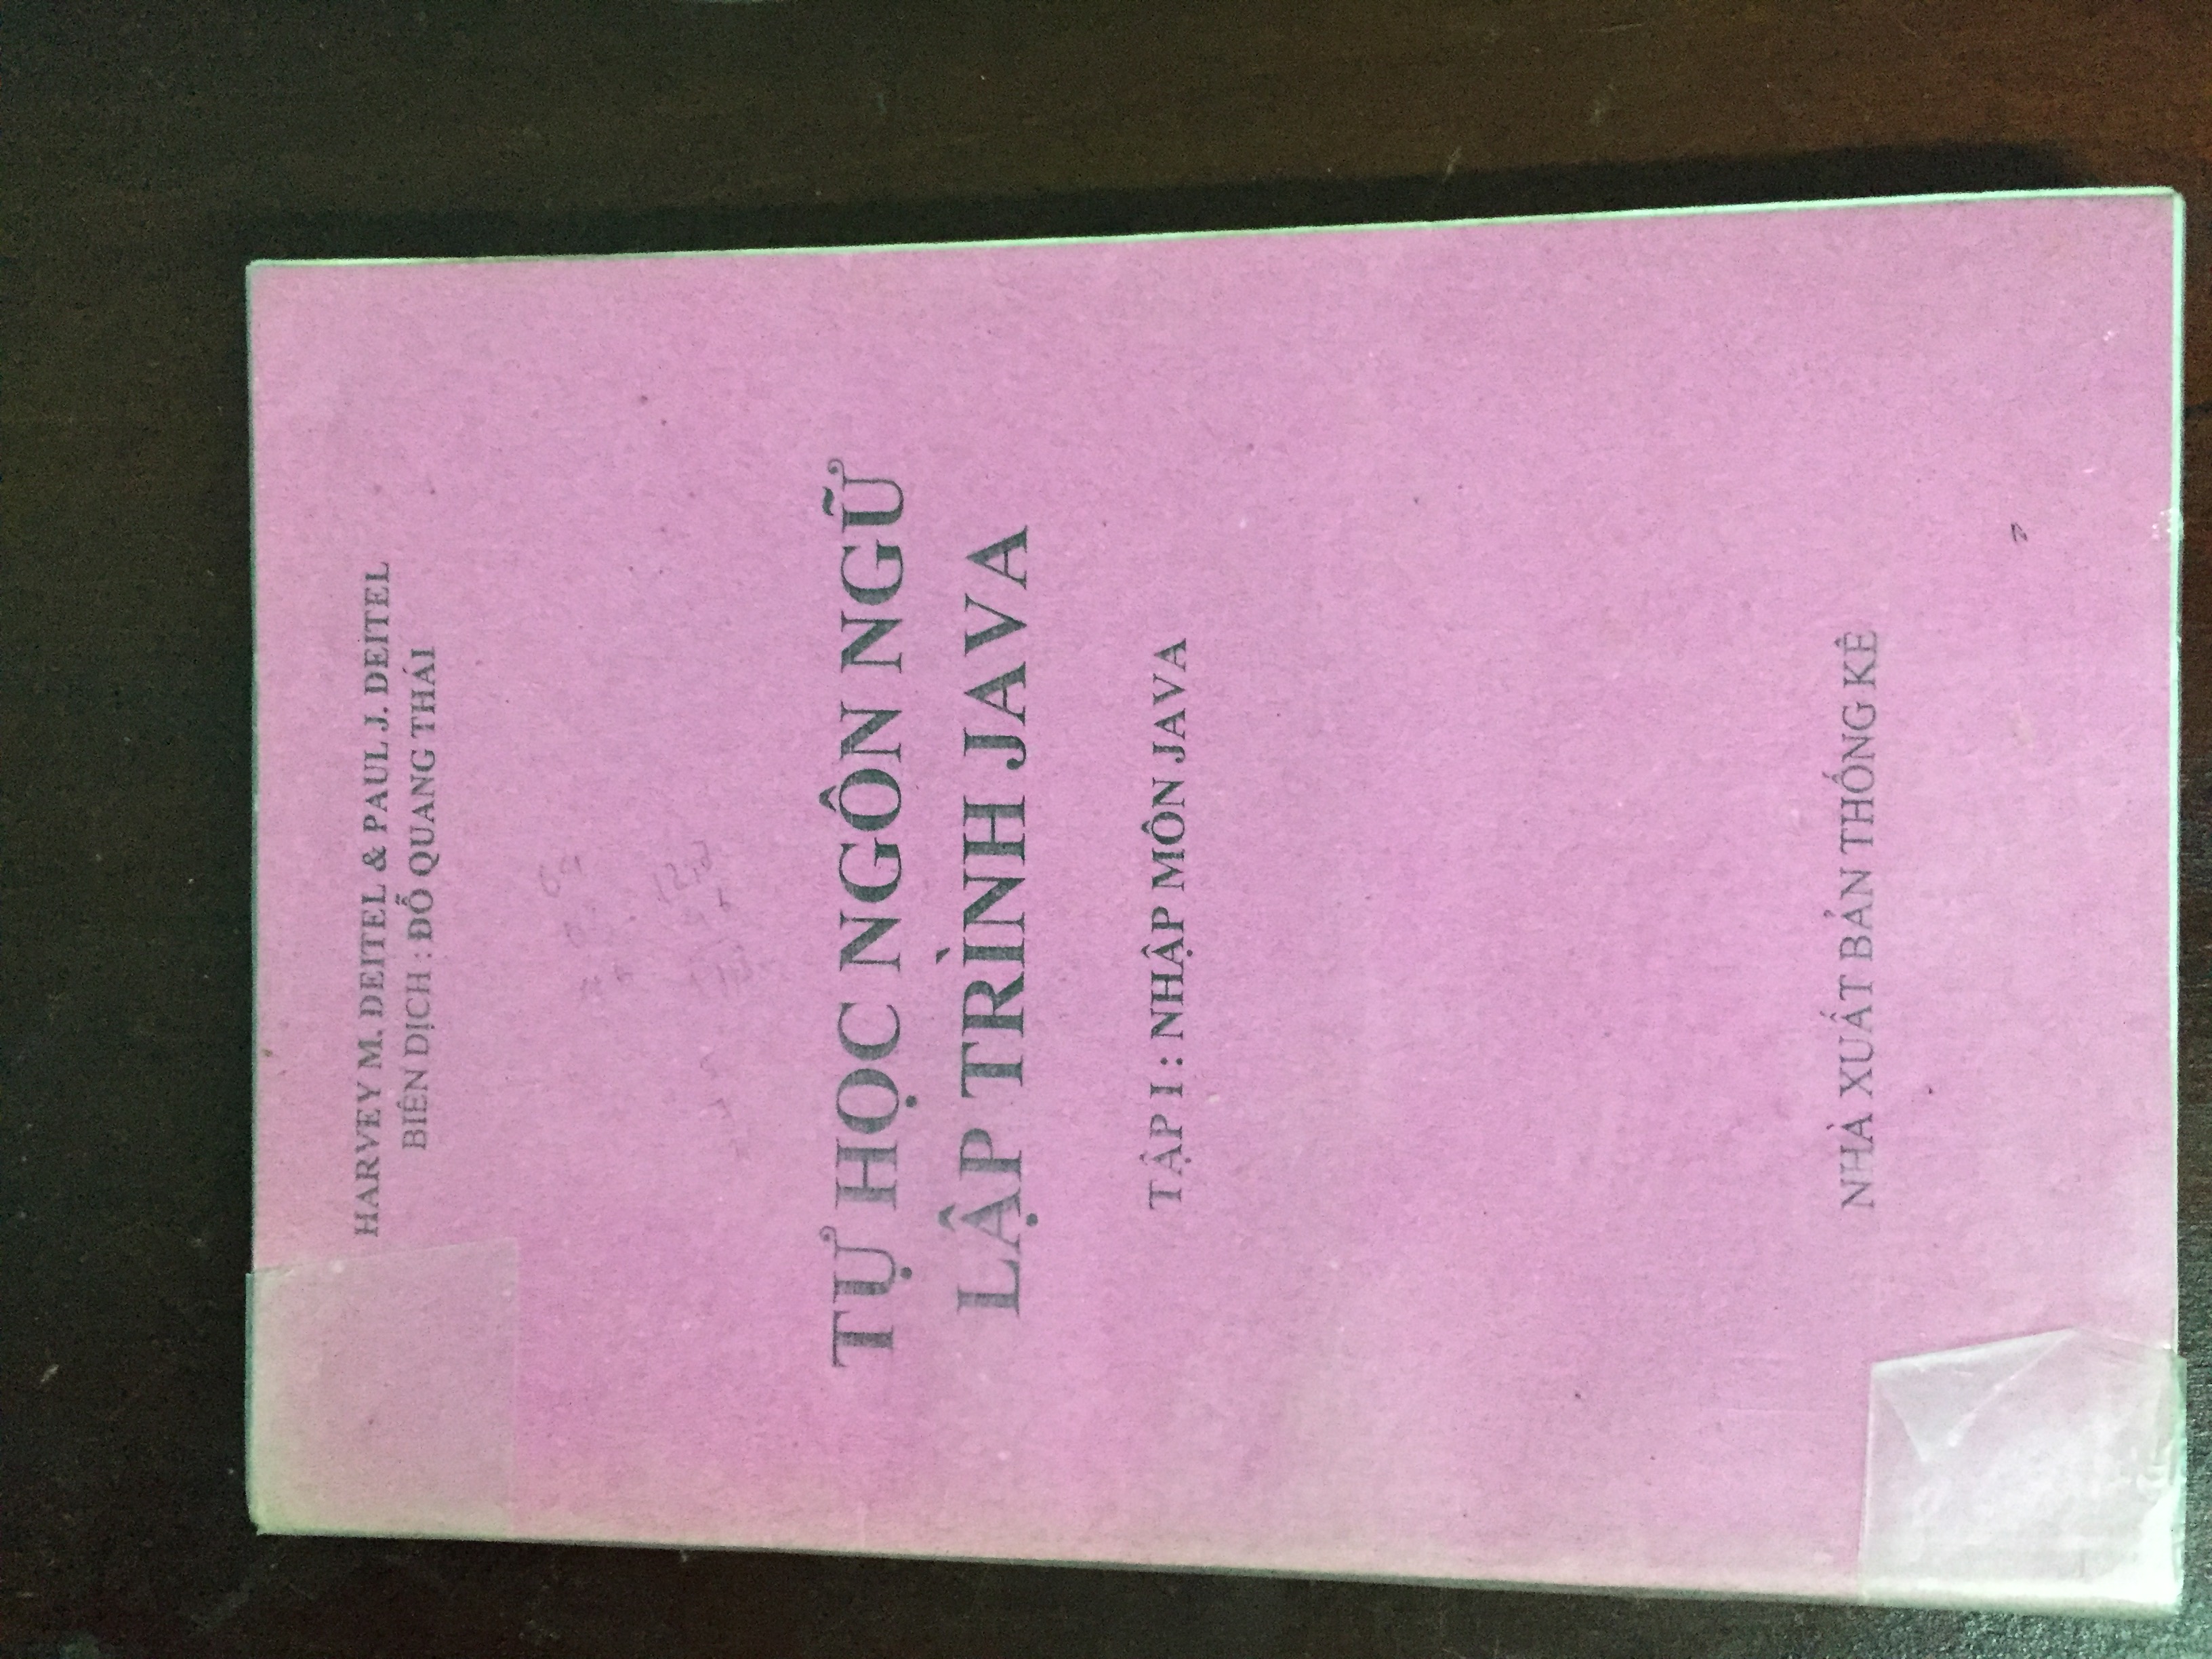 HARVEY M. DEITEL & PAUL J. DEITEL
BIÊN DỊCH : ĐỖ QUANG THÁI
TỰ HỌC NGÔN NGỮ
LẬP TRÌNH JAVA
TẬP I : NHẬP MÔN JAVA
NHÀ XUẤT BẢN THỐNG KÊ